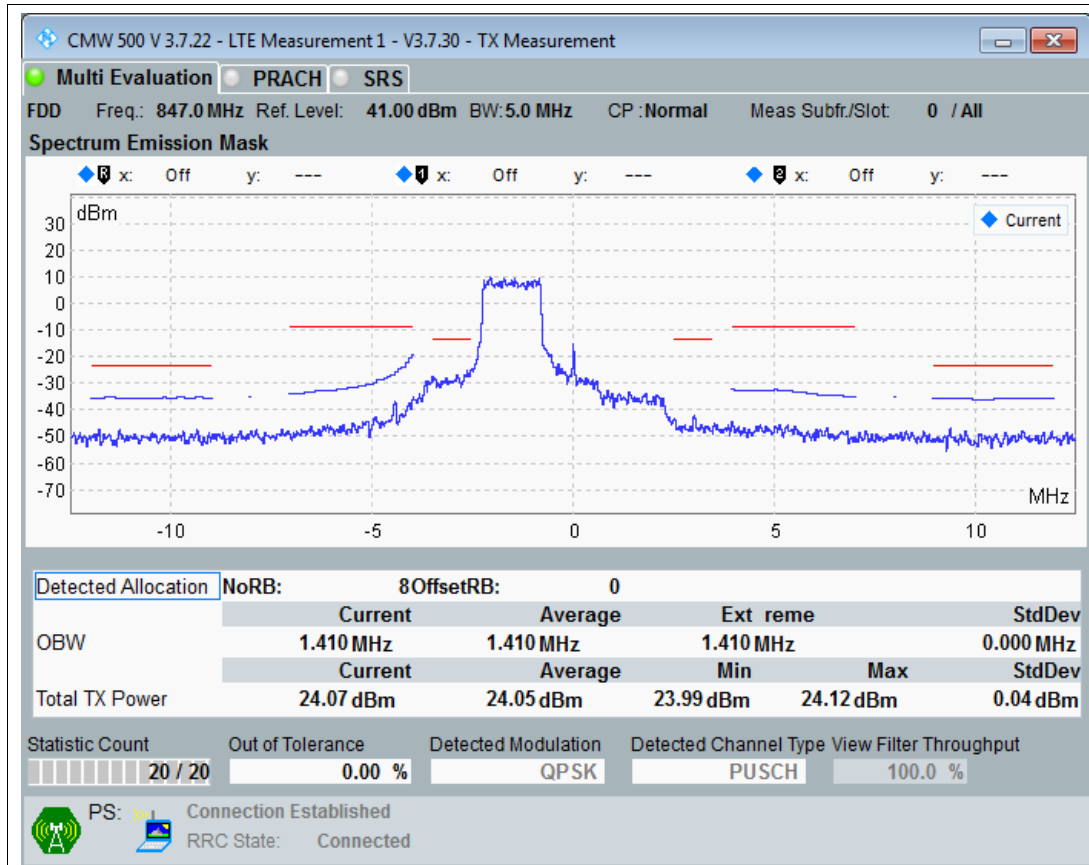 CMW 500 V 3.7.22 - LTE Measurement 1 - V3.7.30 - TX Measurement
Multi Evaluation PRACH SRS
FDD Freq.: 847.0 MHz Ref. Level: 41.00 dBm BW: 5.0 MHz CP : Normal Meas Subfr./Slot: 0 / All
Spectrum Emission Mask
R x: Off y: --- 1 x: Off y: --- 2 x: Off y: ---
dBm
Current
30
20
10
0
-10
-20
-30
-40
-50
-60
-70
MHz
-10 -5 0 5 10
Detected Allocation NoRB: 8 OffsetRB: 0
Current Average Ext reme StdDev
OBW 1.410 MHz 1.410 MHz 1.410 MHz 0.000 MHz
Current Average Min Max StdDev
Total TX Power 24.07 dBm 24.05 dBm 23.99 dBm 24.12 dBm 0.04 dBm
Statistic Count Out of Tolerance Detected Modulation Detected Channel Type View Filter Throughput
20 / 20 0.00 % QPSK PUSCH 100.0 %
PS: Connection Established
RRC State: Connected